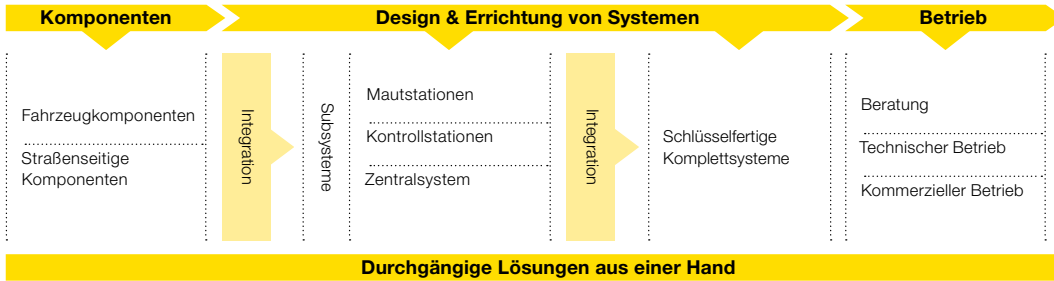 Komponenten
Design & Errichtung von Systemen
Betrieb
Fahrzeugkomponenten
Straßenseitige
Komponenten
Integration
Subsysteme
Mautstationen
Kontrollstationen
Zentralsystem
Integration
Schlüsselfertige
Komplettsysteme
Beratung
Technischer Betrieb
Kommerzieller Betrieb
Durchgängige Lösungen aus einer Hand